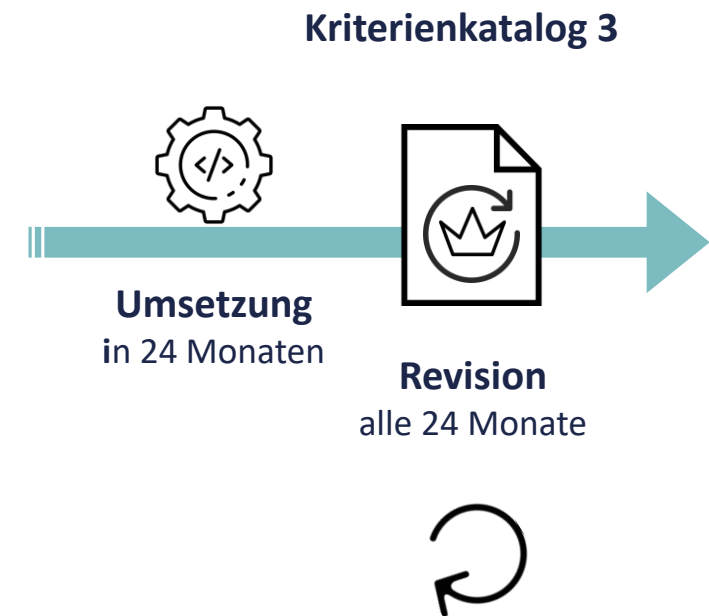 Kriterienkatalog 3
</>
Umsetzung
in 24 Monaten
Revision
alle 24 Monate